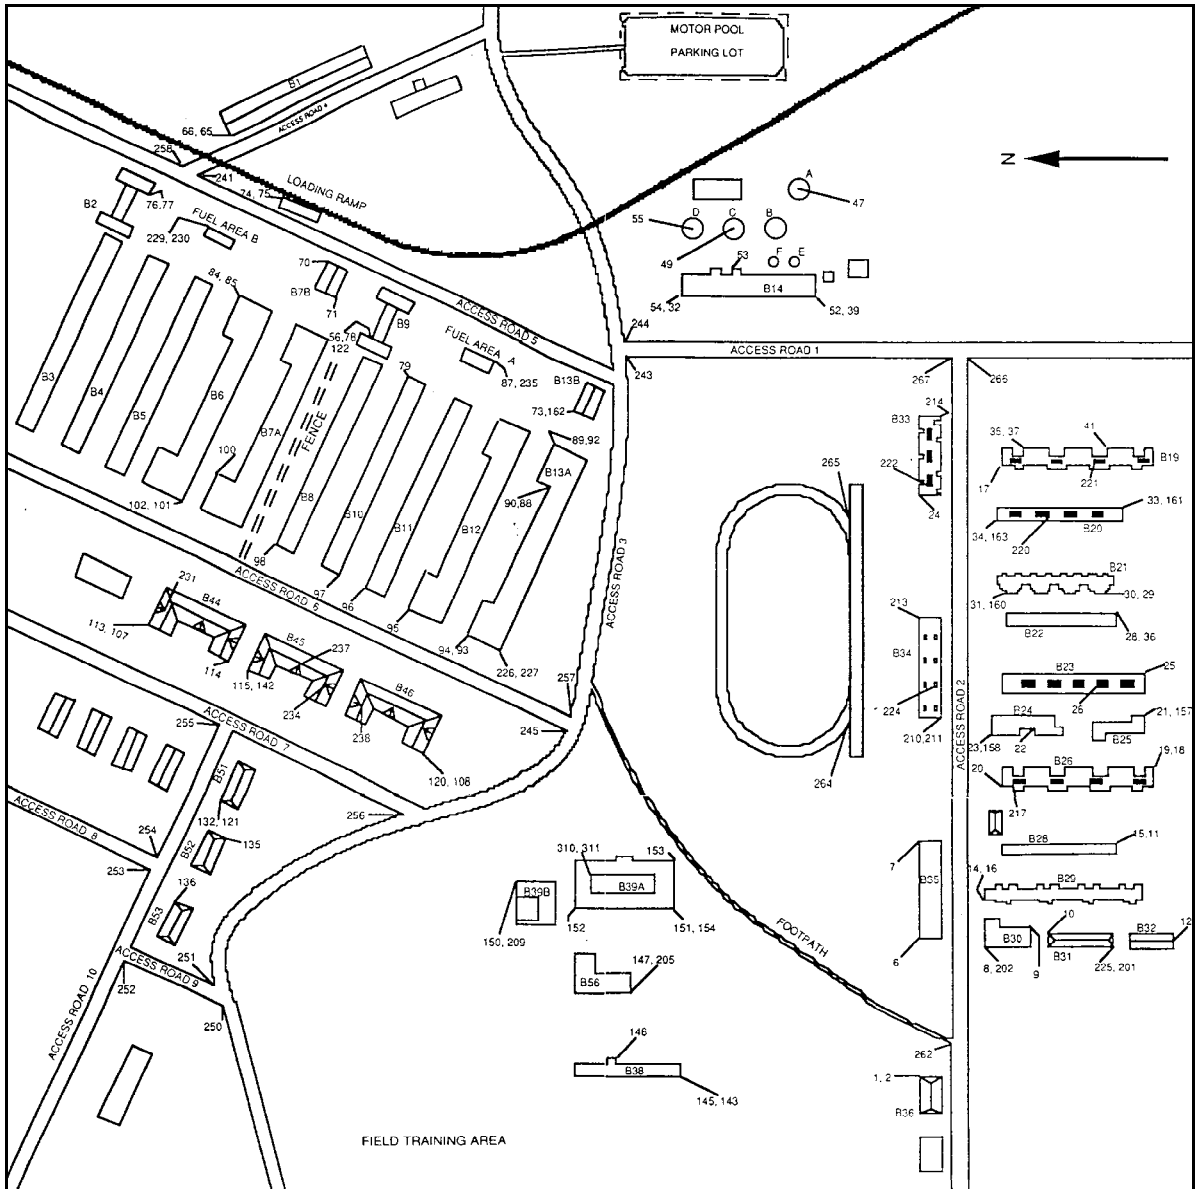 MOTOR POOL
PARKING LOT
B1
ACCESS ROAD 4
66, 65
258
241
LOADING RAMP
74, 75
N
A
47
D
C
B
55
49
F
E
53
B14
54, 32
52, 39
B2
76,77
FUEL AREA B
229, 230
84, 85
70
B7B
71
B9
56,78
122
ACCESS ROAD 5
FUEL AREA A
87, 235
B13B
73,162
79
244
ACCESS ROAD 1
243
267
266
214
B33
222
24
35, 37
41
B19
17
221
33, 161
34, 163
220
B20
B21
31, 160
30, 29
B22
28, 36
B3
B4
B5
B6
B7A
FENCE
100
102, 101
B8
B10
B11
B12
B13A
89,92
90,88
98
97
96
95
94, 93
226, 227
ACCESS ROAD 3
ACCESS ROAD 6
265
264
213
B34
224
210, 211
ACCESS ROAD 2
B23
25
26
B24
23,158
22
21, 157
B25
B26
19,18
20
217
B28
15,11
14, 16
B29
B30
8, 202
9
10
B31
225, 201
B32
12
231
B44
113, 107
114
B45
237
115, 142
234
B46
238
120, 108
257
245
255
ACCESS ROAD 7
256
B51
132, 121
B52
135
B53
136
254
253
ACCESS ROAD 8
251
ACCESS ROAD 9
252
250
ACCESS ROAD 10
310, 311
153
B39B
B39A
150, 209
152
151, 154
147, 205
B56
146
B38
145, 143
FOOTPATH
7
B35
6
262
1, 2
B36
FIELD TRAINING AREA